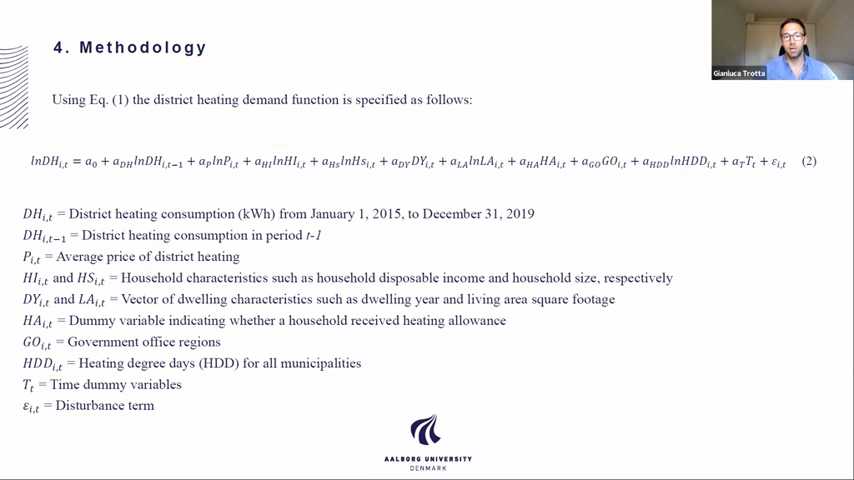 4. Methodology
Gianluca Trotta
Using Eq. (1) the district heating demand function is specified as follows:
lnDH_{i,t} = a_0 + a_{DH}lnDH_{i,t−1} + a_P lnP_{i,t} + a_{HI}lnHI_{i,t} + a_{Hs}lnHs_{i,t} + a_{DY}DY_{i,t} + a_{LA}lnLA_{i,t} + a_{HA}HA_{i,t} + a_{GO}GO_{i,t} + a_{HDD}lnHDD_{i,t} + a_T T_t + ε_{i,t} (2)
DH_{i,t} = District heating consumption (kWh) from January 1, 2015, to December 31, 2019
DH_{i,t−1} = District heating consumption in period t-1
P_{i,t} = Average price of district heating
HI_{i,t} and HS_{i,t} = Household characteristics such as household disposable income and household size, respectively
DY_{i,t} and LA_{i,t} = Vector of dwelling characteristics such as dwelling year and living area square footage
HA_{i,t} = Dummy variable indicating whether a household received heating allowance
GO_{i,t} = Government office regions
HDD_{i,t} = Heating degree days (HDD) for all municipalities
T_t = Time dummy variables
ε_{i,t} = Disturbance term
AALBORG UNIVERSITY
DENMARK